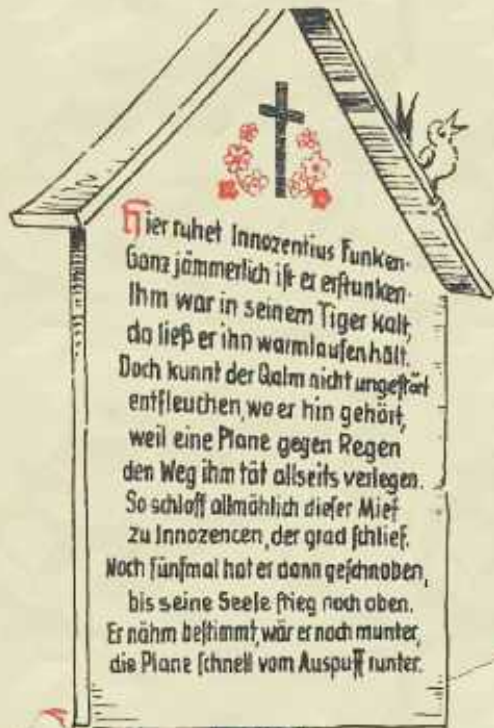 Hier ruhet Innozentius Funken.
Ganz jämmerlich ist er erstunken.
Ihm war in seinem Tiger kalt,
da ließ er ihn warmlaufen hält.
Doch kunnt der Qalm nicht ungestört
entfleuchen, wo er hin gehört,
weil eine Plane gegen Regen
den Weg ihm tät allseits verlegen.
So schloff allmählich dieser Mief
zu Innozencen, der grad schlief.
Noch fünfmal hat er dann geschnoben,
bis seine Seele stieg nach oben.
Er nähm bestimmt, wär er noch munter,
die Plane schnell vom Auspuff runter.